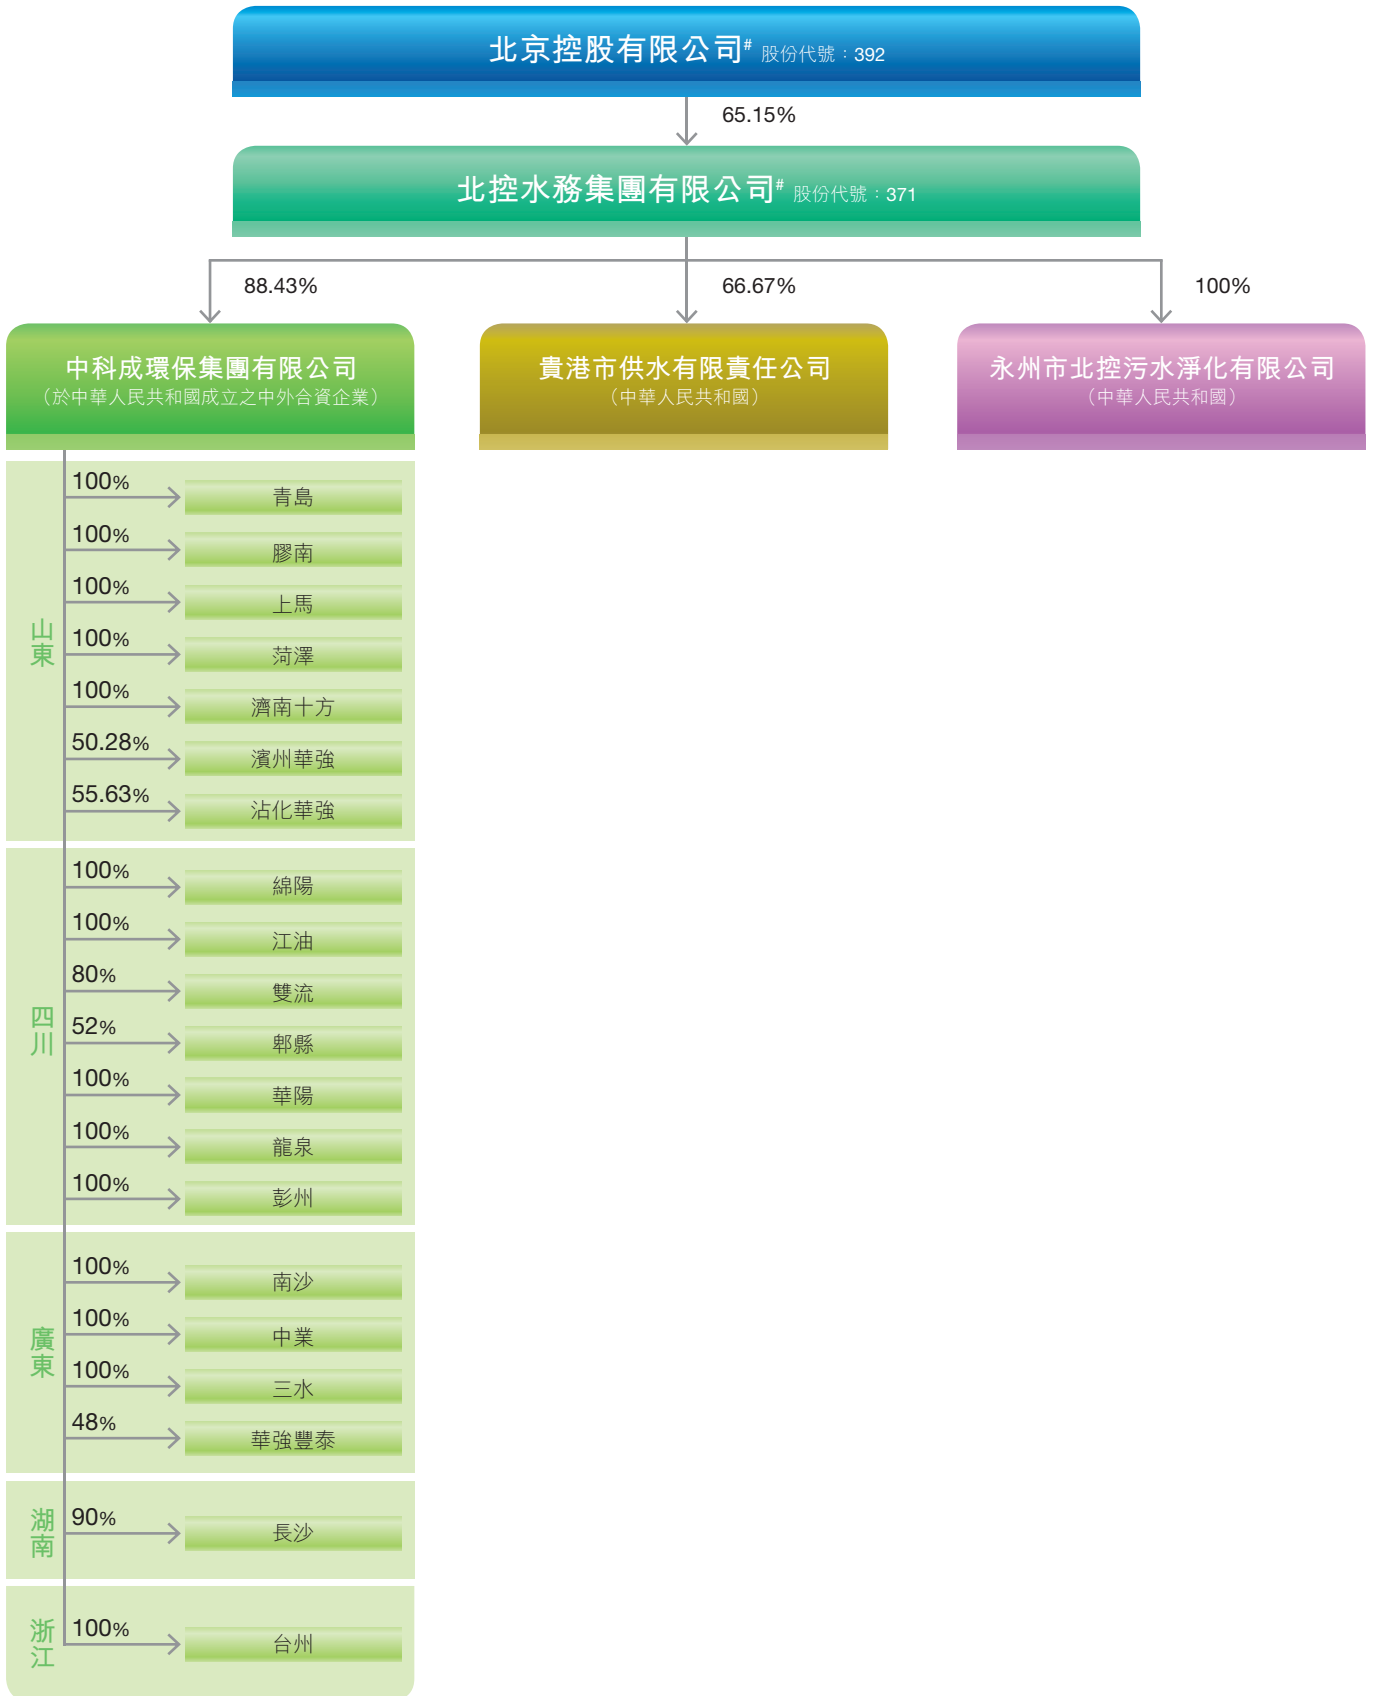 北京控股有限公司# 股份代號：392
65.15%
北控水務集團有限公司# 股份代號：371
88.43%
66.67%
100%
中科成環保集團有限公司
（於中華人民共和國成立之中外合資企業）
貴港市供水有限責任公司
（中華人民共和國）
永州市北控污水淨化有限公司
（中華人民共和國）
山東
100%
青島
100%
膠南
100%
上馬
100%
菏澤
100%
濟南十方
50.28%
濱州華強
55.63%
沾化華強
四川
100%
綿陽
100%
江油
80%
雙流
52%
郫縣
100%
華陽
100%
龍泉
100%
彭州
廣東
100%
南沙
100%
中業
100%
三水
48%
華強豐泰
湖南
90%
長沙
浙江
100%
台州